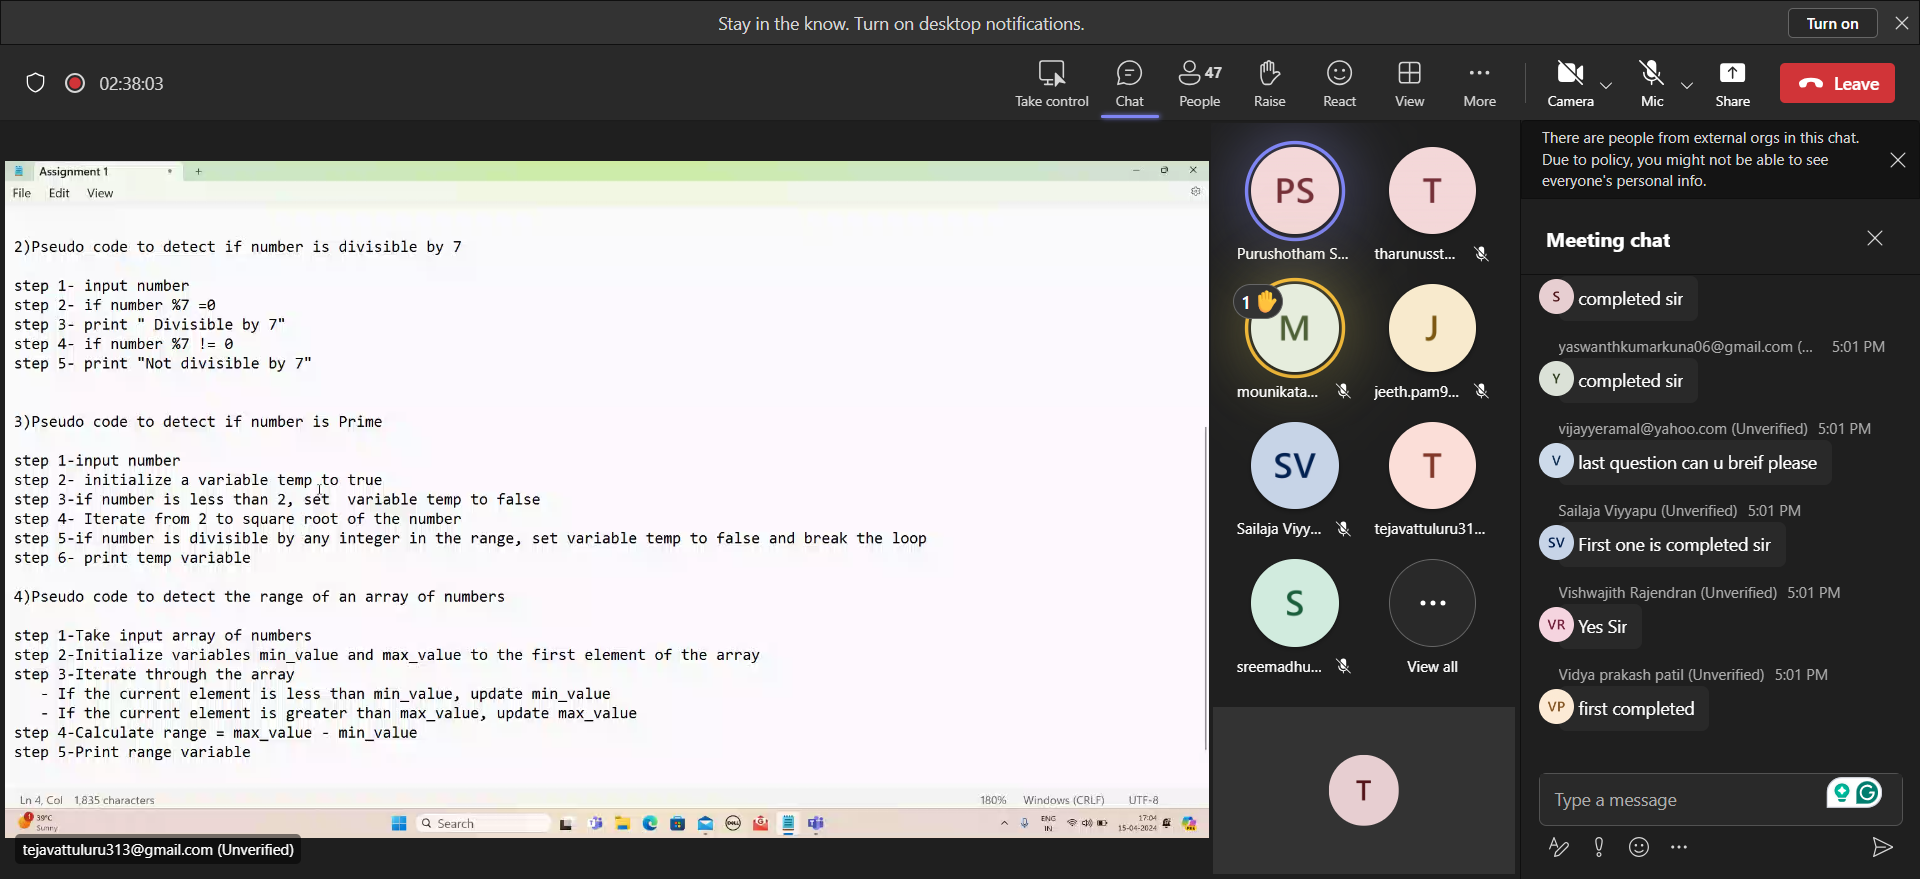 Stay in the know. Turn on desktop notifications.
Turn on
02:38:03
Take control
Chat
47
People
Raise
React
View
More
Camera
Mic
Share
Leave
Assignment 1
File Edit View
2)Pseudo code to detect if number is divisible by 7
step 1- input number
step 2- if number %7 =0
step 3- print " Divisible by 7"
step 4- if number %7 != 0
step 5- print "Not divisible by 7"
3)Pseudo code to detect if number is Prime
step 1-input number
step 2- initialize a variable temp to true
step 3-if number is less than 2, set  variable temp to false
step 4- Iterate from 2 to square root of the number
step 5-if number is divisible by any integer in the range, set variable temp to false and break the loop
step 6- print temp variable
4)Pseudo code to detect the range of an array of numbers
step 1-Take input array of numbers
step 2-Initialize variables min_value and max_value to the first element of the array
step 3-Iterate through the array
- If the current element is less than min_value, update min_value
- If the current element is greater than max_value, update max_value
step 4-Calculate range = max_value - min_value
step 5-Print range variable
Ln 4, Col 1,835 characters
180% Windows (CRLF) UTF-8
39°C
Sunny
Search
ENG
IN
17:04
15-04-2024
tejavattuluru313@gmail.com (Unverified)
PS
Purushotham S...
T
tharunusst...
1
M
mounikata...
J
jeeth.pam9...
SV
Sailaja Viyy...
T
tejavattuluru31...
S
sreemadhu...
View all
T
There are people from external orgs in this chat.
Due to policy, you might not be able to see
everyone's personal info.
Meeting chat
S
completed sir
yaswanthkumarkuna06@gmail.com (... 5:01 PM
Y
completed sir
vijayyeramal@yahoo.com (Unverified) 5:01 PM
V
last question can u breif please
Sailaja Viyyapu (Unverified) 5:01 PM
SV
First one is completed sir
Vishwajith Rajendran (Unverified) 5:01 PM
VR
Yes Sir
Vidya prakash patil (Unverified) 5:01 PM
VP
first completed
Type a message